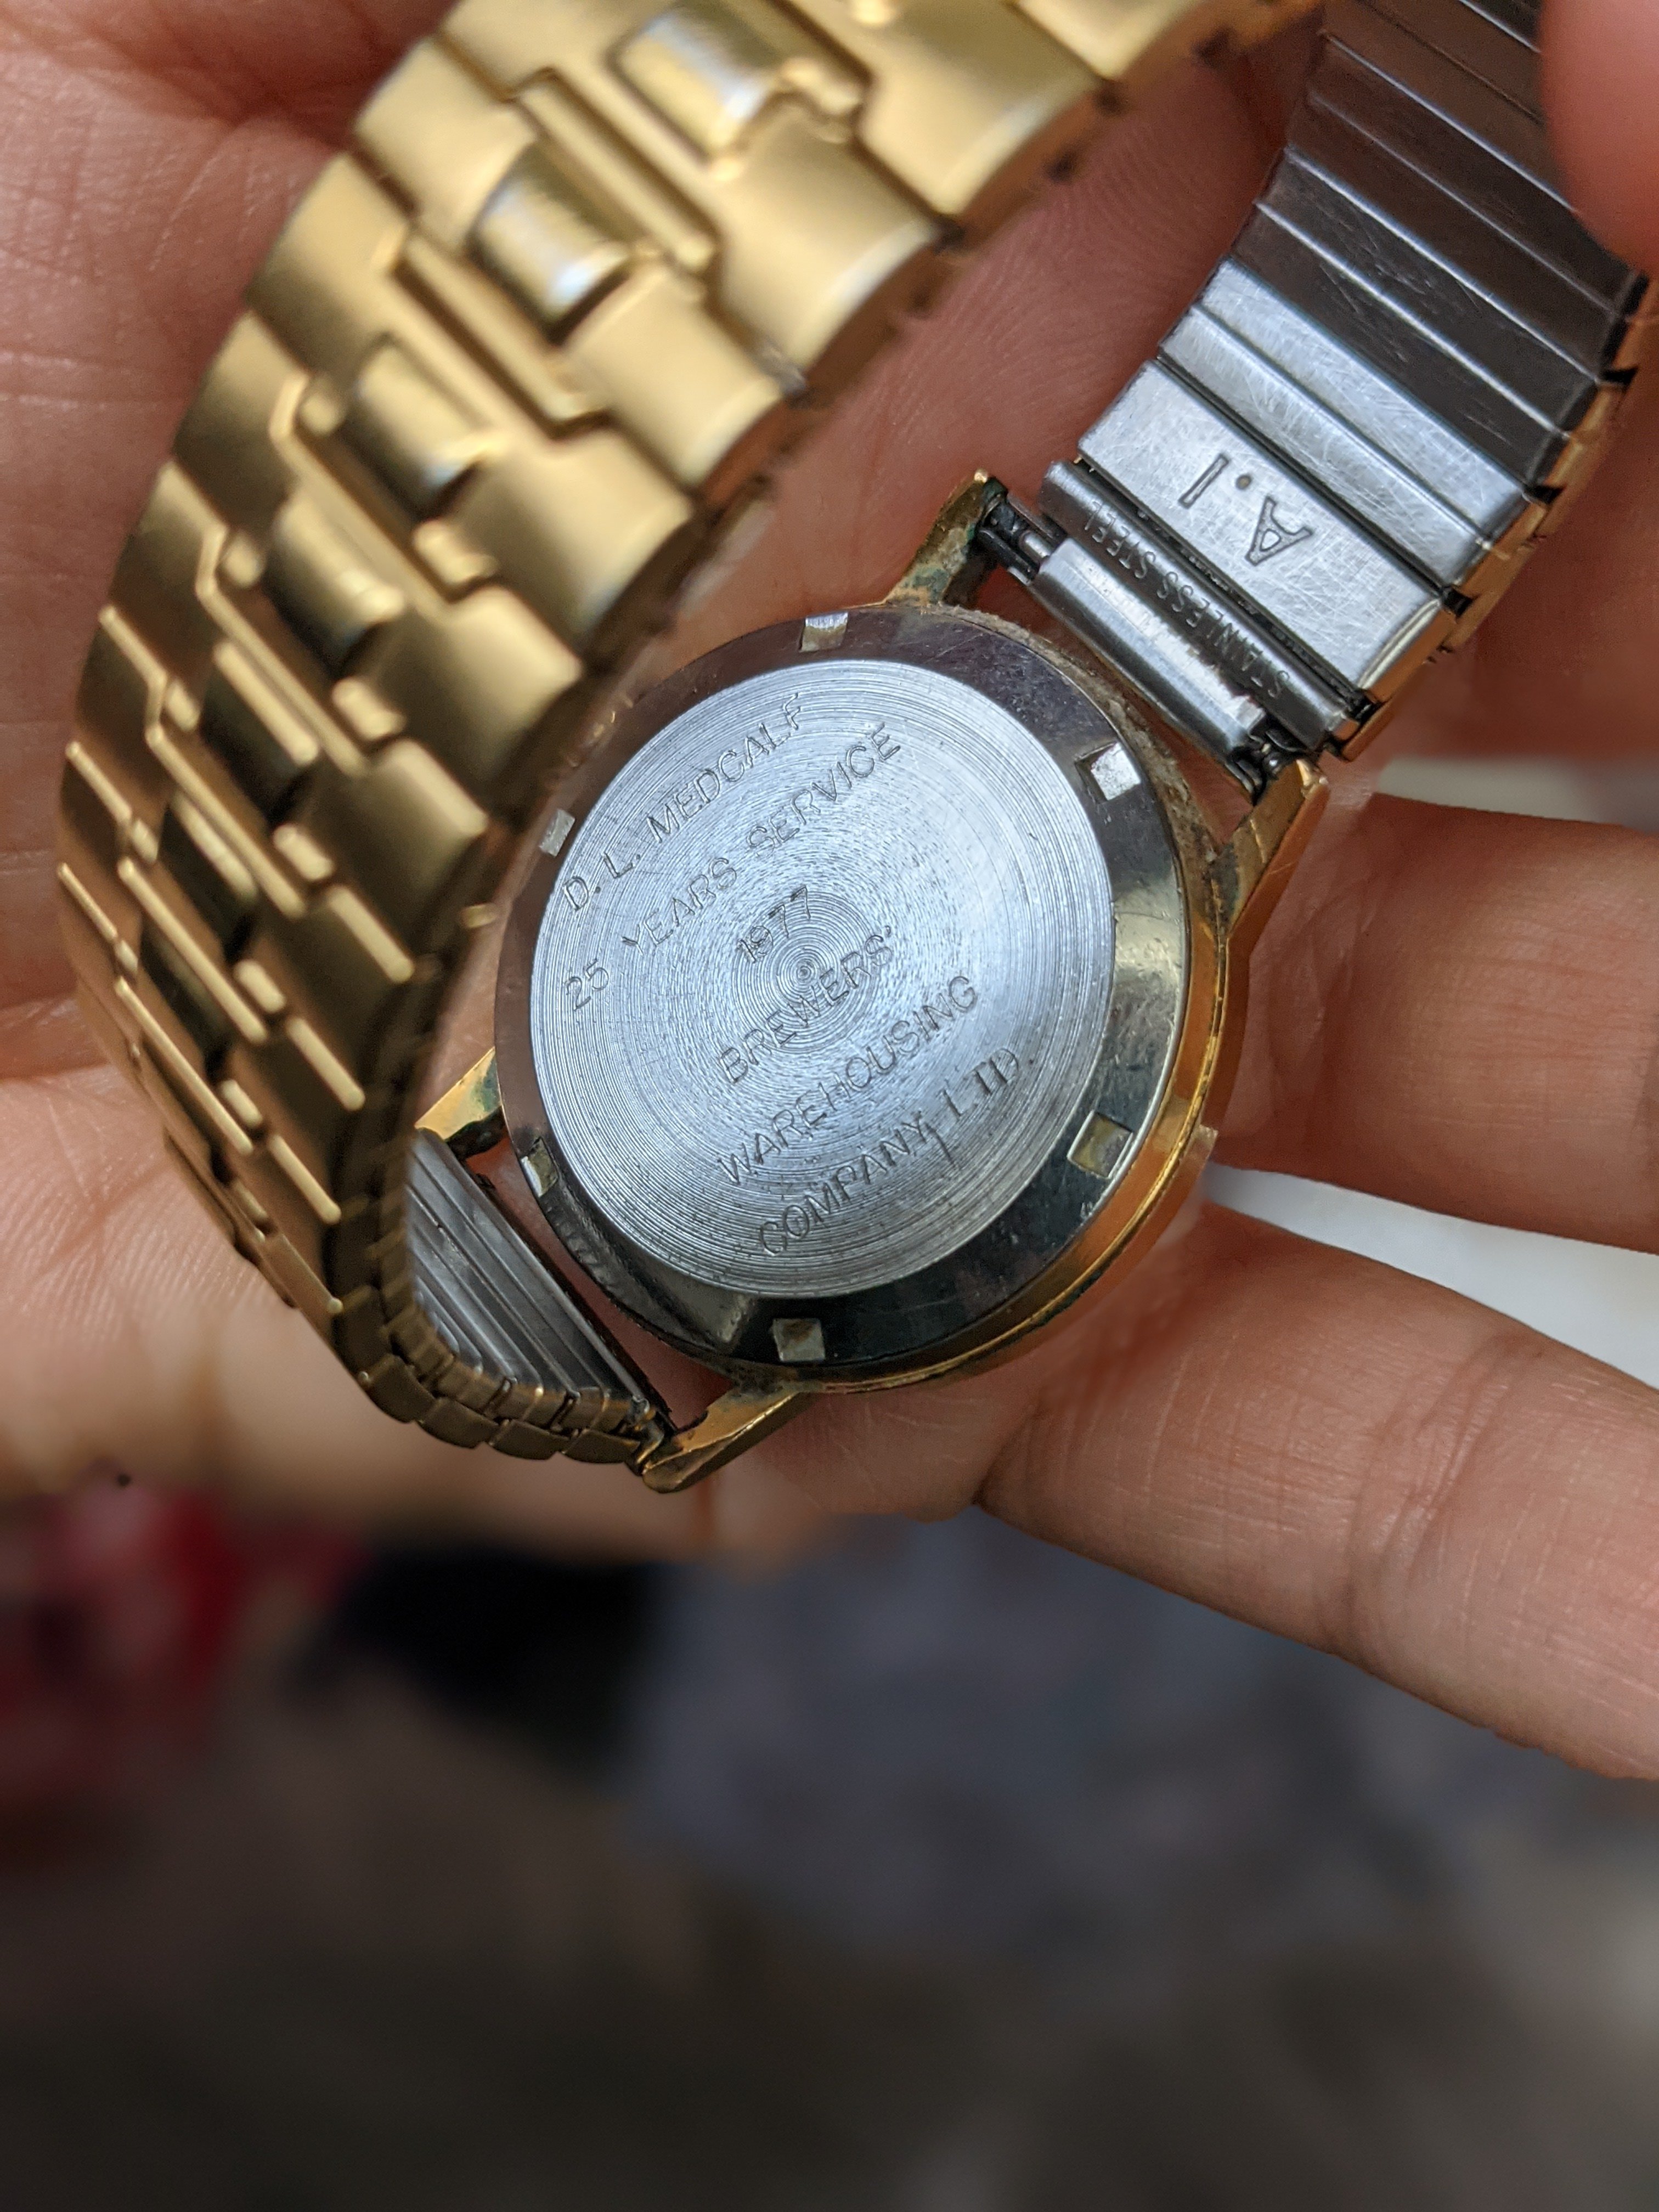 D. L. MEDCALF
25 YEARS SERVICE
1977
BREWERS'
WAREHOUSING
COMPANY LTD.
A.I
STAINLESS STEEL